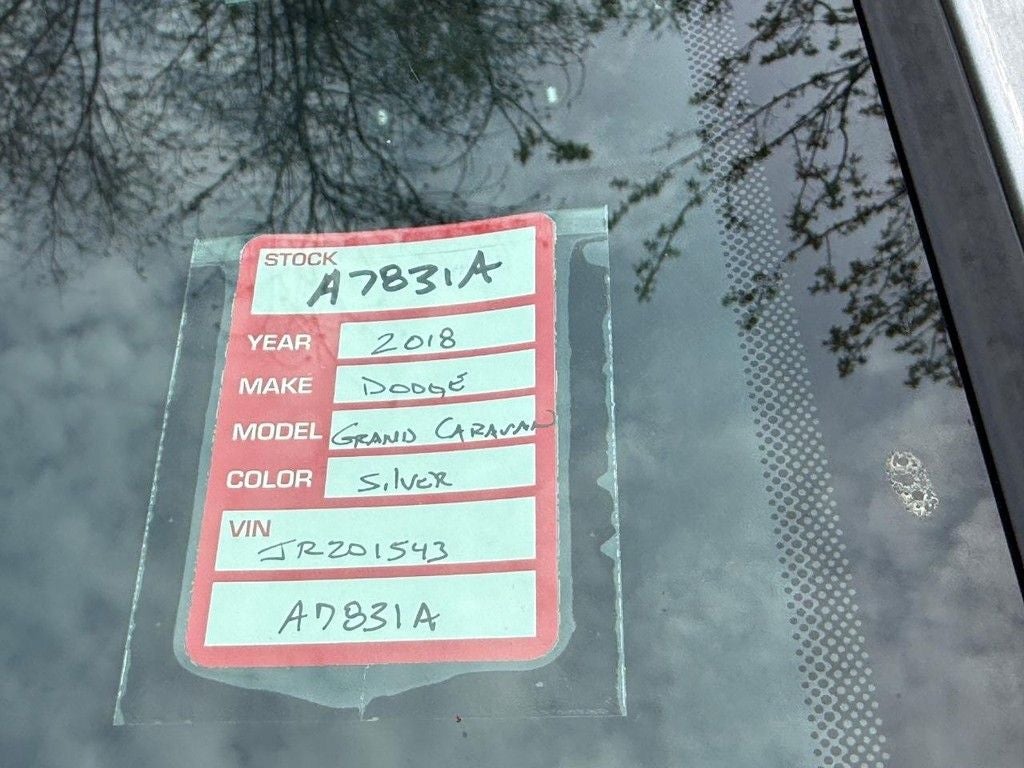 STOCK
A7831A
YEAR 2018
MAKE DODGE
MODEL GRAND CARAVAN
COLOR SILVER
VIN
JR201543
A7831A